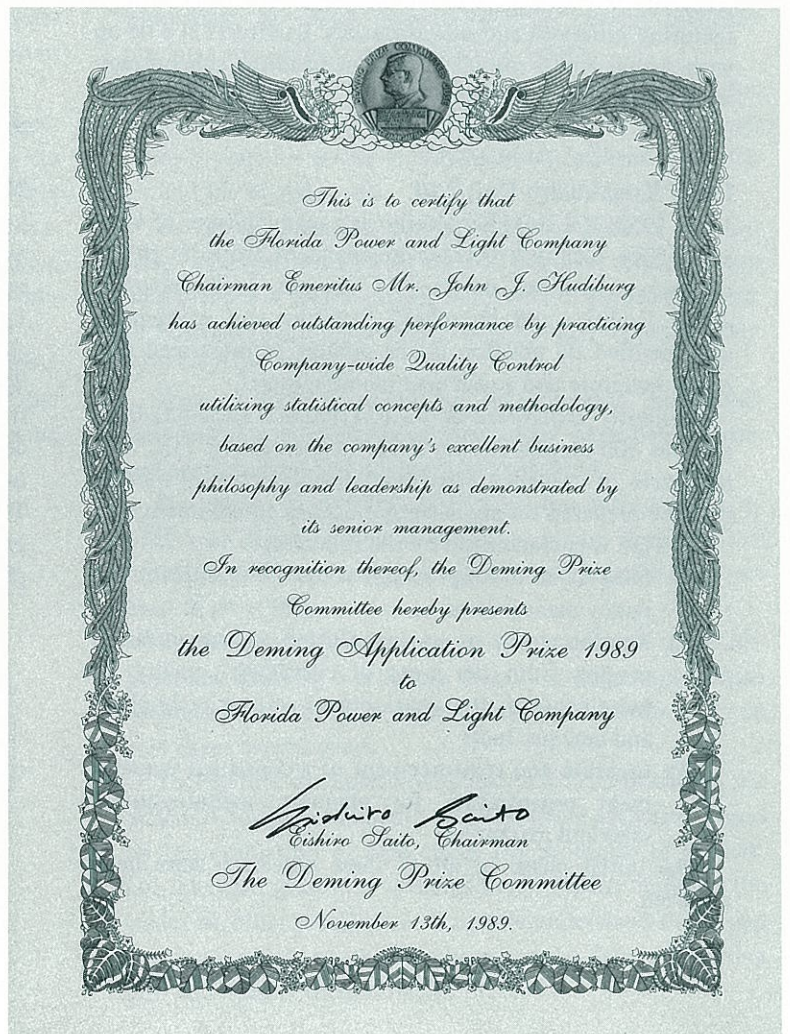 PRIZE COMMITTEE
This is to certify that
the Florida Power and Light Company
Chairman Emeritus Mr. John J. Hudiburg
has achieved outstanding performance by practicing
Company-wide Quality Control
utilizing statistical concepts and methodology,
based on the company's excellent business
philosophy and leadership as demonstrated by
its senior management.
In recognition thereof, the Deming Prize
Committee hereby presents
the Deming Application Prize 1989
to
Florida Power and Light Company
Eishiro Saito
Eishiro Saito, Chairman
The Deming Prize Committee
November 13th, 1989.